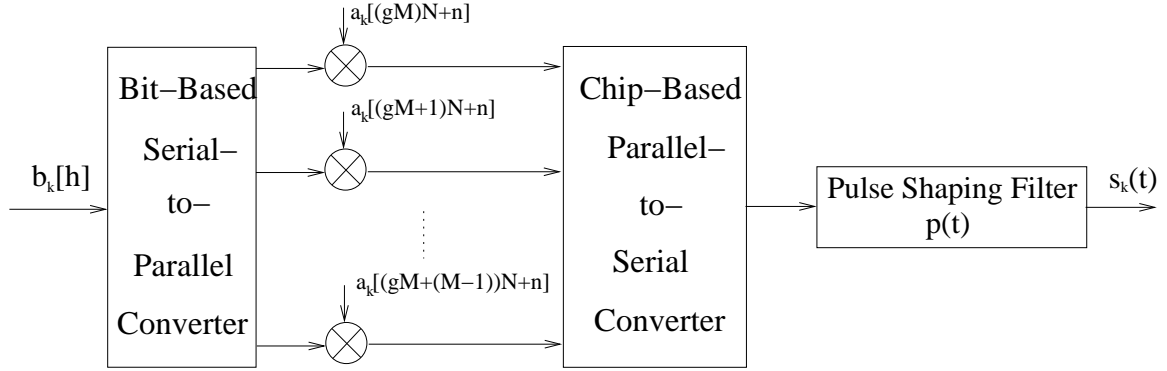 a_k[(gM)N+n]
Bit−Based
Serial−
to−
Parallel
Converter
b_k[h]
a_k[(gM+1)N+n]
a_k[(gM+(M−1))N+n]
Chip−Based
Parallel−
to−
Serial
Converter
Pulse Shaping Filter
p(t)
s_k(t)